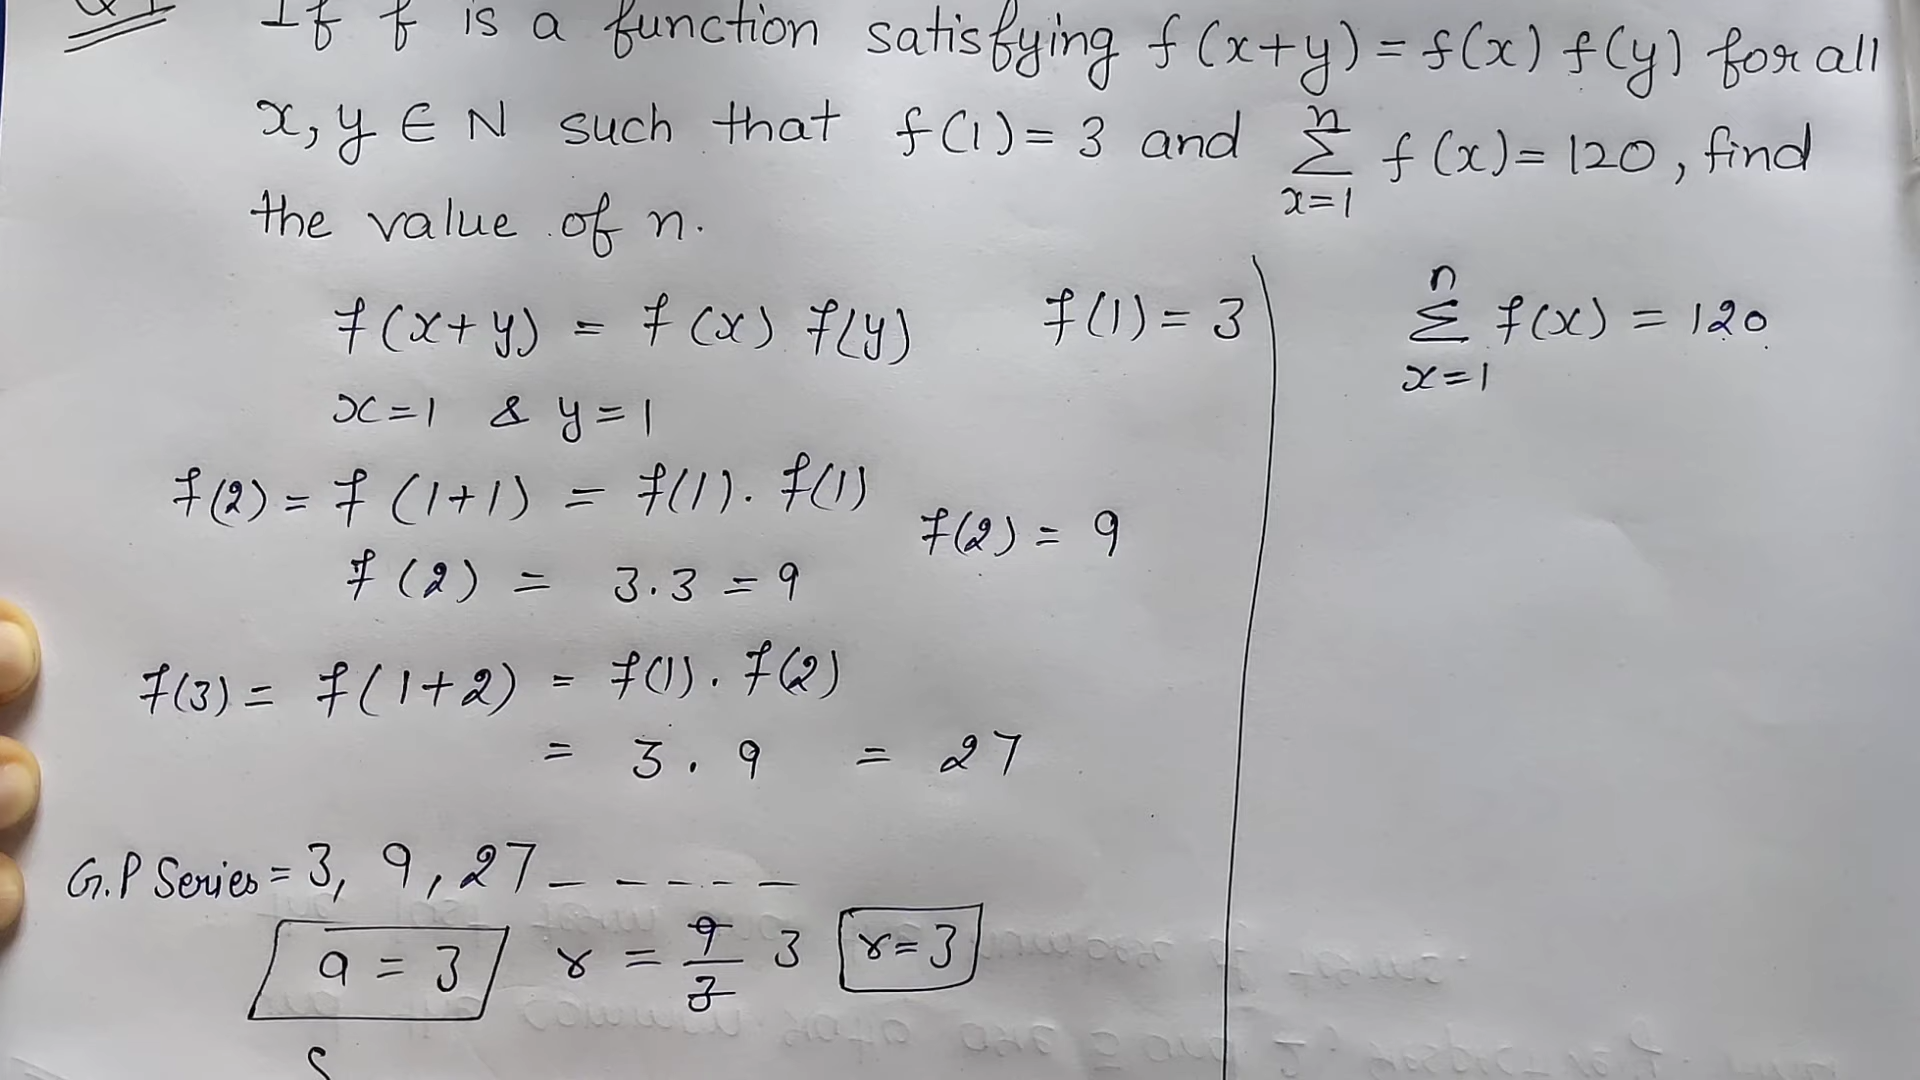 If f is a function satisfying f(x+y) = f(x) f(y) for all
x, y ∈ N such that f(1) = 3 and ∑_{x=1}^{n} f(x) = 120, find
the value of n.
f(x+y) = f(x) f(y) f(1) = 3
x=1 & y=1
f(2) = f(1+1) = f(1). f(1)
f(2) = 9
f(2) = 3.3 = 9
f(3) = f(1+2) = f(1). f(2)
= 3. 9 = 27
G.P Series = 3, 9, 27 _ _ _ _ _ _
a = 3 r = 9/3 3 r=3
S
∑_{x=1}^{n} f(x) = 120